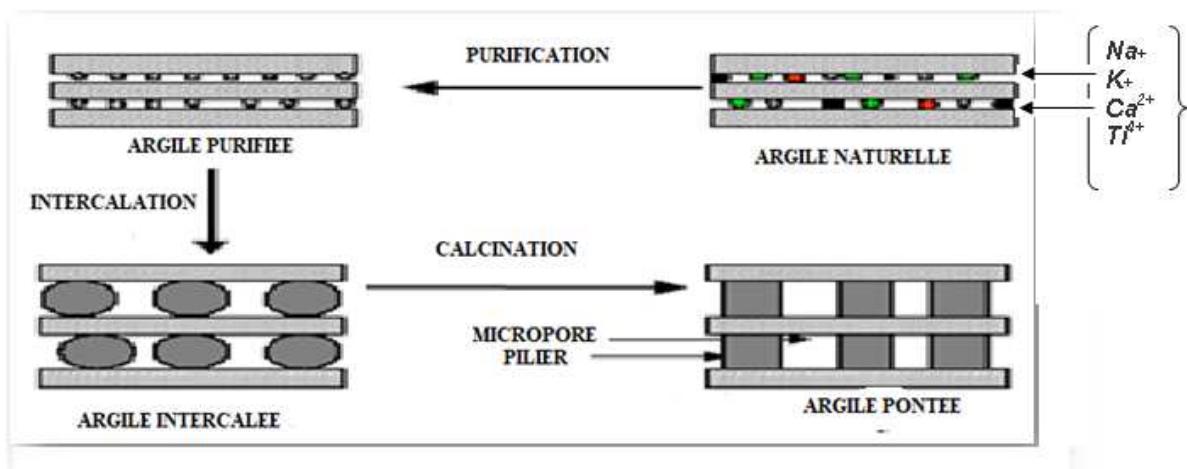 PURIFICATION
Na+
K+
Ca2+
Ti4+
ARGILE PURIFIEE
ARGILE NATURELLE
INTERCALATION
CALCINATION
MICROPORE
PILIER
ARGILE INTERCALEE
ARGILE PONTEE